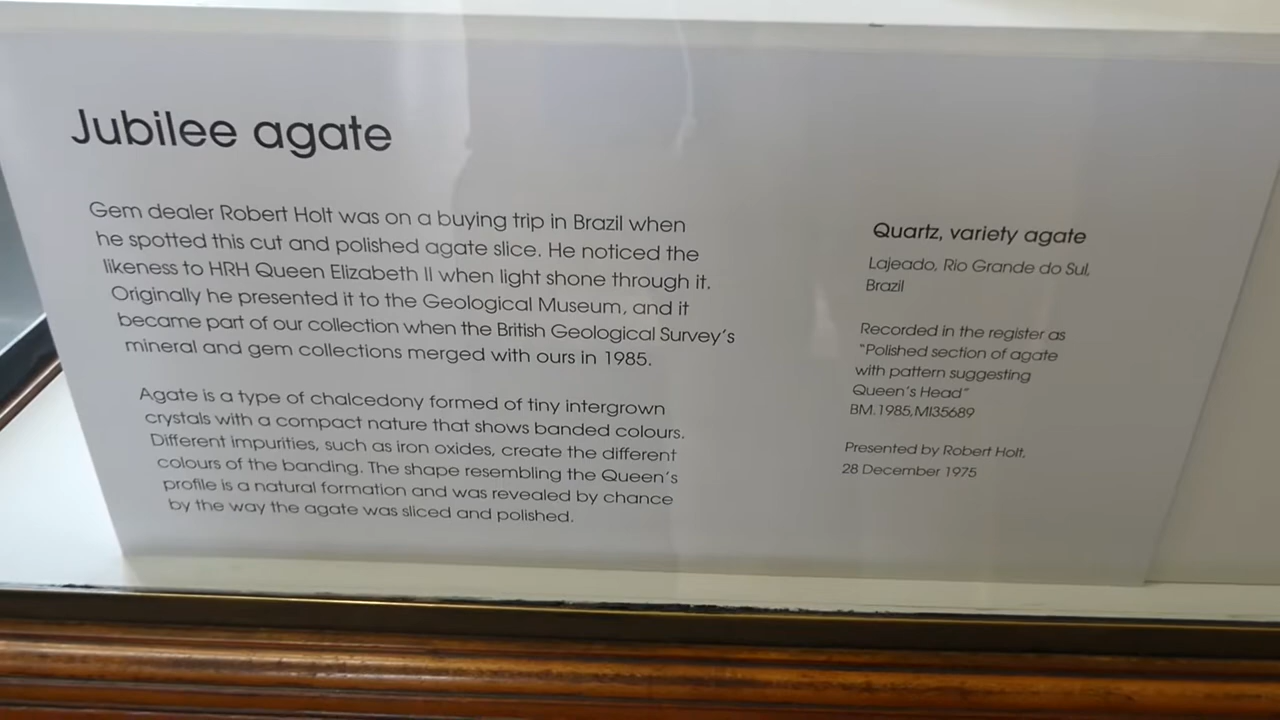 Jubilee agate
Gem dealer Robert Holt was on a buying trip in Brazil when
he spotted this cut and polished agate slice. He noticed the
likeness to HRH Queen Elizabeth II when light shone through it.
Originally he presented it to the Geological Museum, and it
became part of our collection when the British Geological Survey's
mineral and gem collections merged with ours in 1985.
Agate is a type of chalcedony formed of tiny intergrown
crystals with a compact nature that shows banded colours.
Different impurities, such as iron oxides, create the different
colours of the banding. The shape resembling the Queen's
profile is a natural formation and was revealed by chance
by the way the agate was sliced and polished.
Quartz, variety agate
Lajeado, Rio Grande do Sul,
Brazil
Recorded in the register as
"Polished section of agate
with pattern suggesting
Queen's Head"
BM.1985,MI35689
Presented by Robert Holt,
28 December 1975